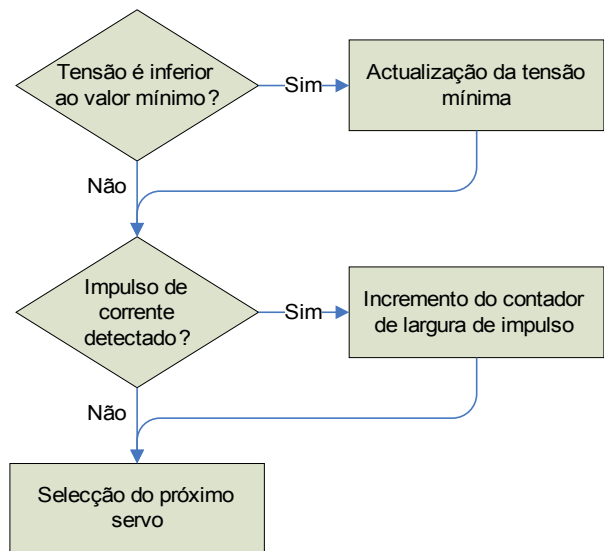 Tensão é inferior
ao valor mínimo?
Sim
Actualização da tensão
mínima
Não
Impulso de
corrente
detectado?
Sim
Incremento do contador
de largura de impulso
Não
Selecção do próximo
servo